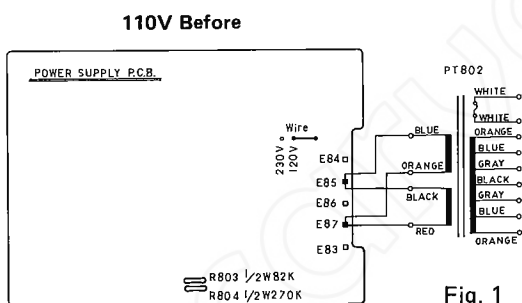 110V Before
POWER SUPPLY P.C.B.
PT802
WHITE
WHITE
ORANGE
BLUE
GRAY
BLACK
GRAY
BLUE
ORANGE
Wire
230V
120V
BLUE
ORANGE
BLACK
RED
E84
E85
E86
E87
E83
R803 1/2W82K
R804 1/2W270K
Fig. 1